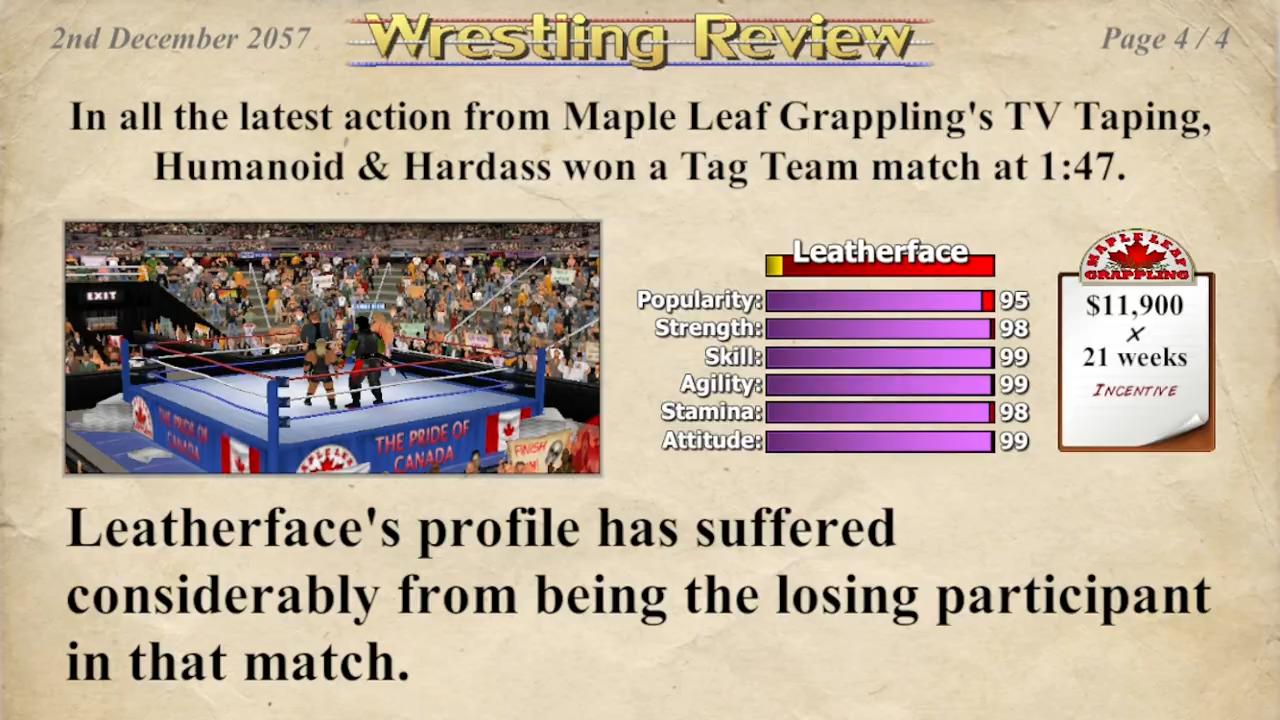 2nd December 2057
Wrestling Review
Page 4 / 4
In all the latest action from Maple Leaf Grappling's TV Taping,
Humanoid & Hardass won a Tag Team match at 1:47.
EXIT
THE PRIDE OF
CANADA
THE PRIDE OF
CANADA
FINISH
Leatherface
Popularity: 95
Strength: 98
Skill: 99
Agility: 99
Stamina: 98
Attitude: 99
MAPLE LEAF
GRAPPLING
$11,900
x
21 weeks
INCENTIVE
Leatherface's profile has suffered
considerably from being the losing participant
in that match.